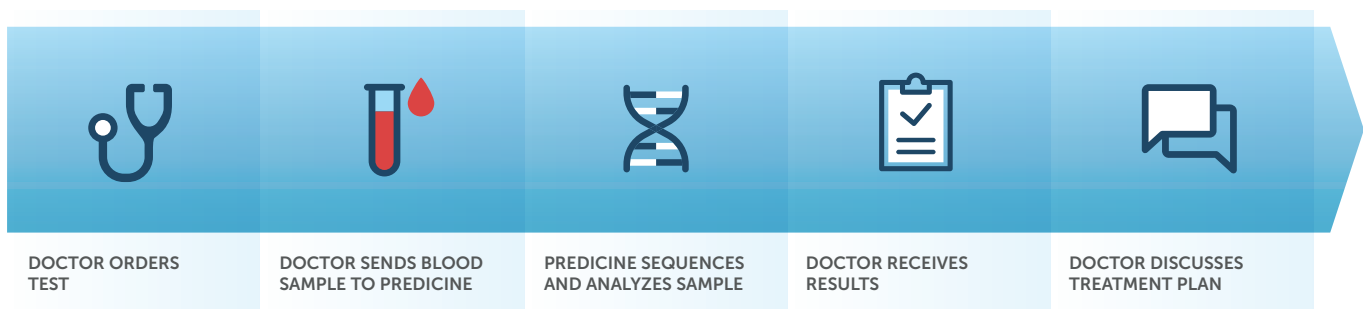 DOCTOR ORDERS
TEST
DOCTOR SENDS BLOOD
SAMPLE TO PREDICINE
PREDICINE SEQUENCES
AND ANALYZES SAMPLE
DOCTOR RECEIVES
RESULTS
DOCTOR DISCUSSES
TREATMENT PLAN